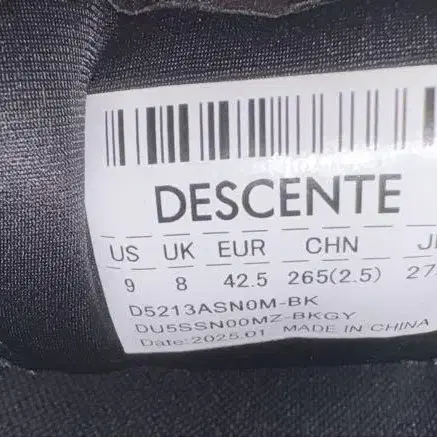 DESCENTE
US UK EUR CHN
9 8 42.5 265(2.5) 27
D5213ASN0M-BK
DU5SSN00MZ-BKGY
Date:2025.01 MADE IN CHINA